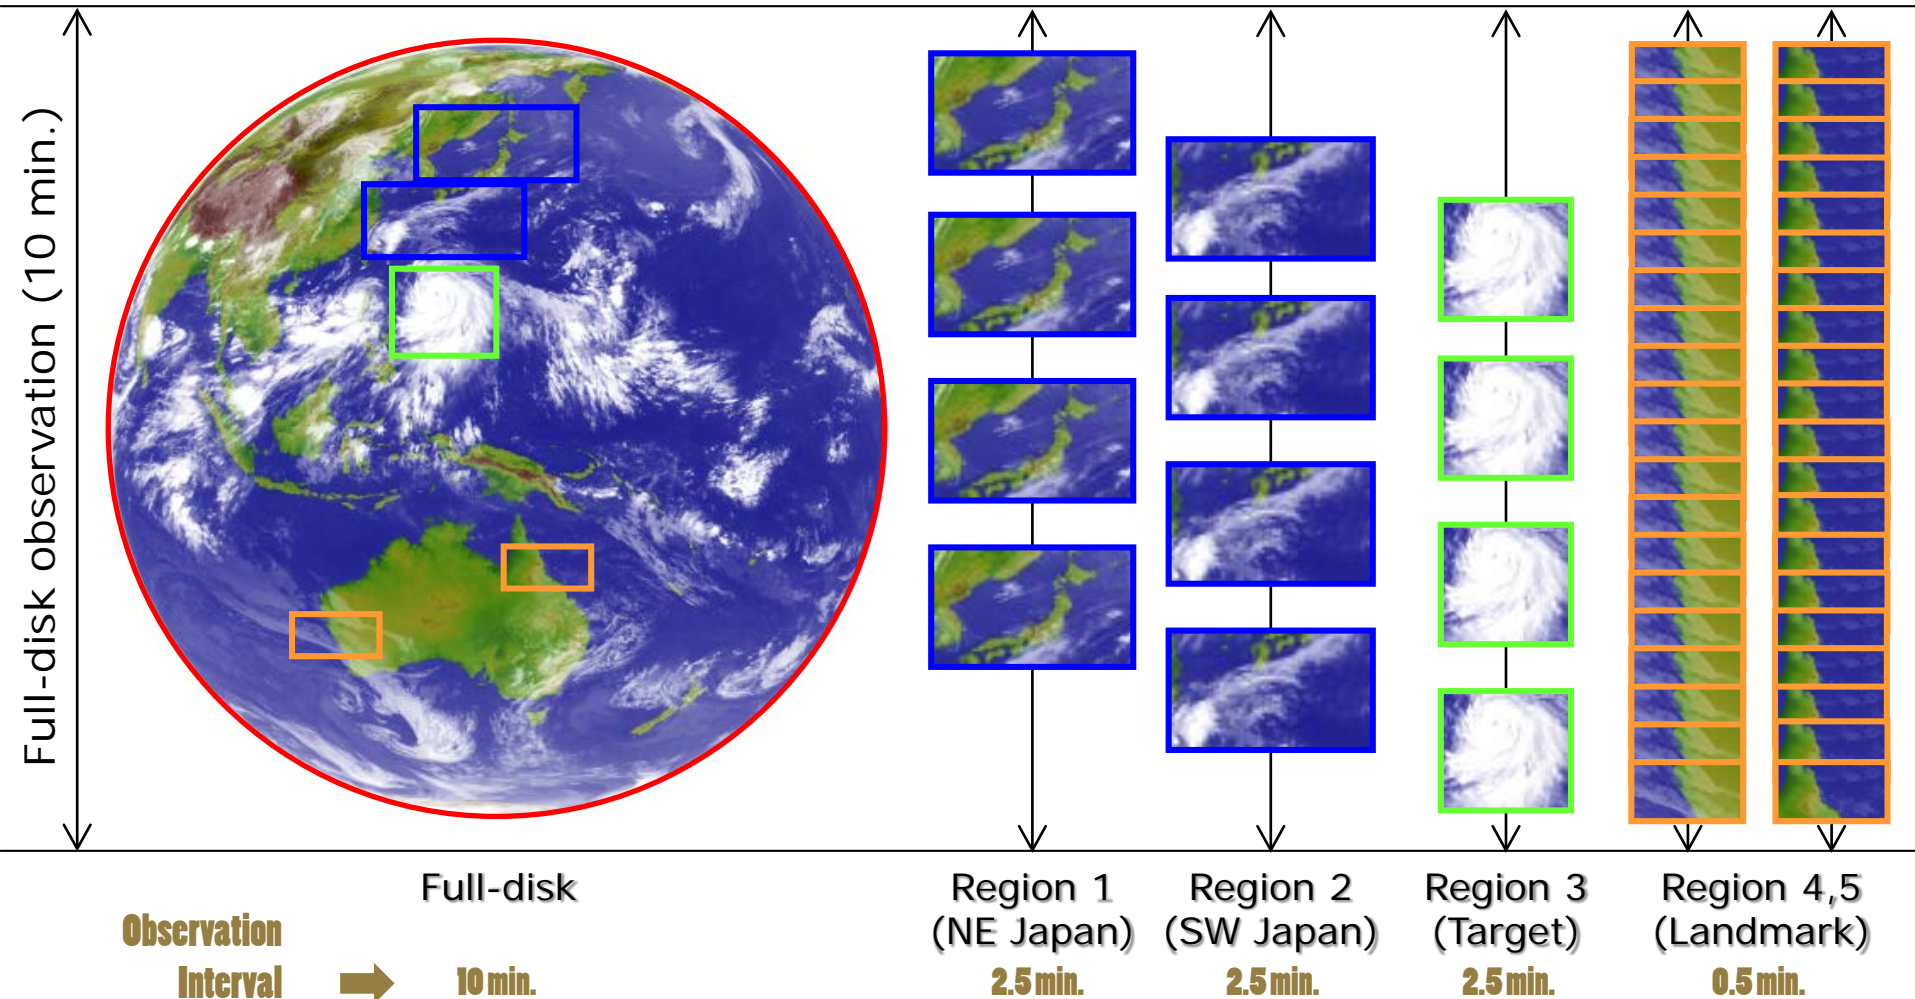 Full-disk observation (10 min.)
Full-disk
Region 1
(NE Japan)
Region 2
(SW Japan)
Region 3
(Target)
Region 4,5
(Landmark)
Observation
Interval
10 min.
2.5 min.
2.5 min.
2.5 min.
0.5 min.